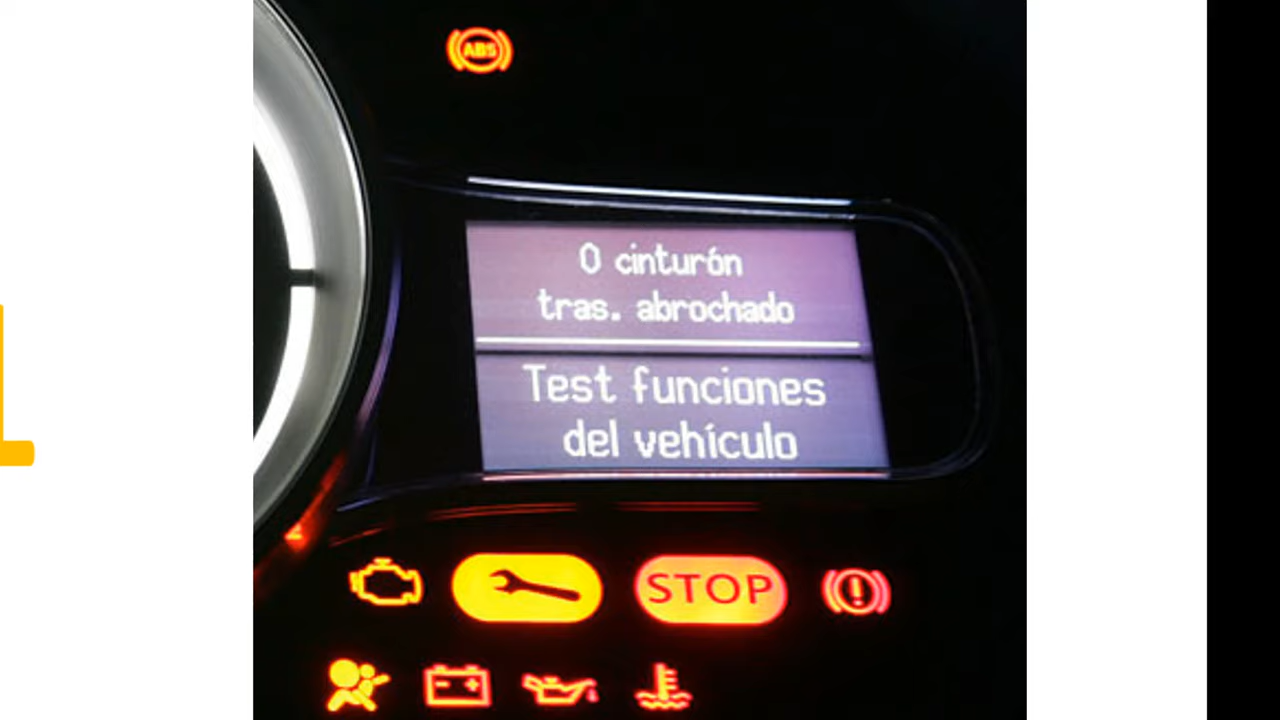 ABS
0 cinturón
tras. abrochado
Test funciones
del vehículo
STOP